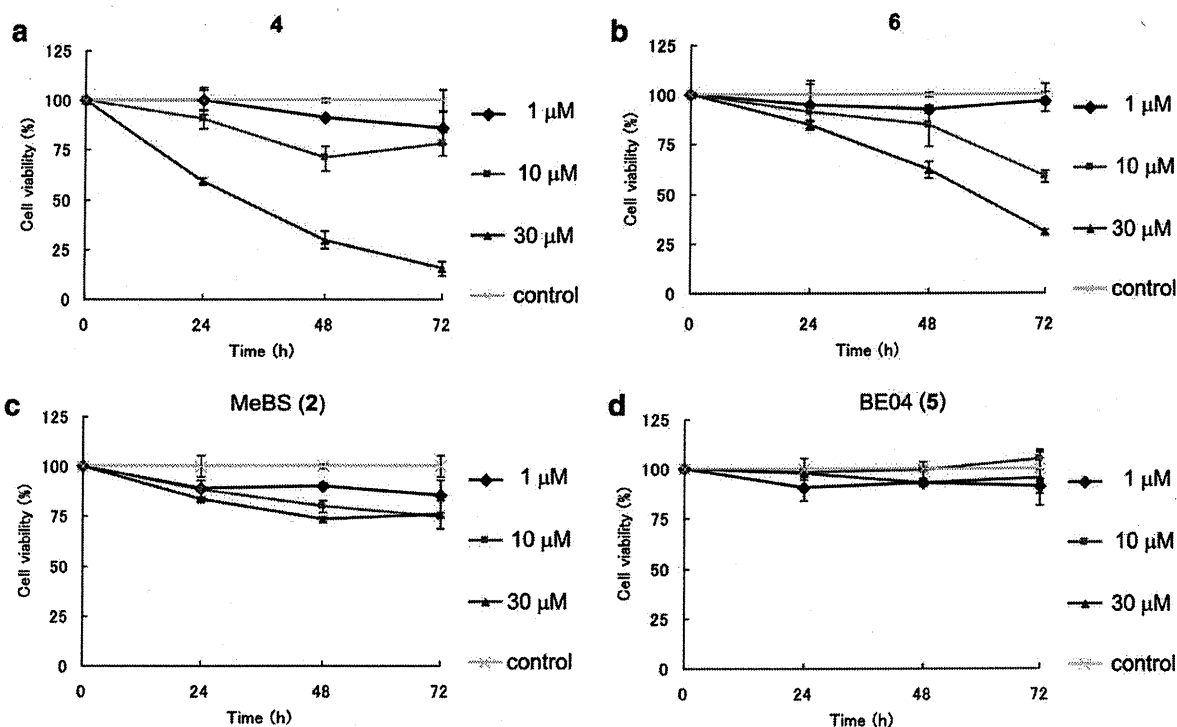 a
4
125
100
75
50
25
0
Cell viability (%)
0 24 48 72
Time (h)
1 μM
10 μM
30 μM
control
b
6
125
100
75
50
25
0
Cell viability (%)
0 24 48 72
Time (h)
1 μM
10 μM
30 μM
control
c
MeBS (2)
125
100
75
50
25
0
Cell viability (%)
0 24 48 72
Time (h)
1 μM
10 μM
30 μM
control
d
BE04 (5)
125
100
75
50
25
0
Cell viability (%)
0 24 48 72
Time (h)
1 μM
10 μM
30 μM
control